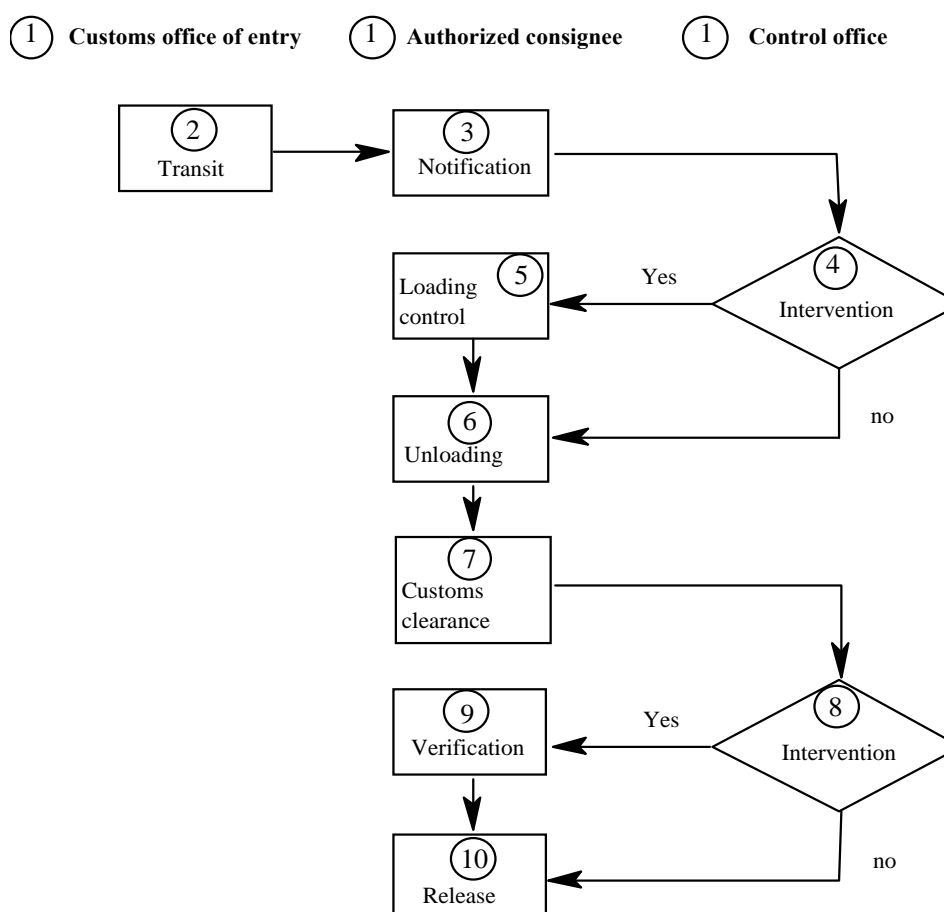 1 Customs office of entry
1 Authorized consignee
1 Control office
2
Transit
3
Notification
4
Intervention
Yes
5
Loading
control
no
6
Unloading
7
Customs
clearance
8
Intervention
Yes
9
Verification
no
10
Release